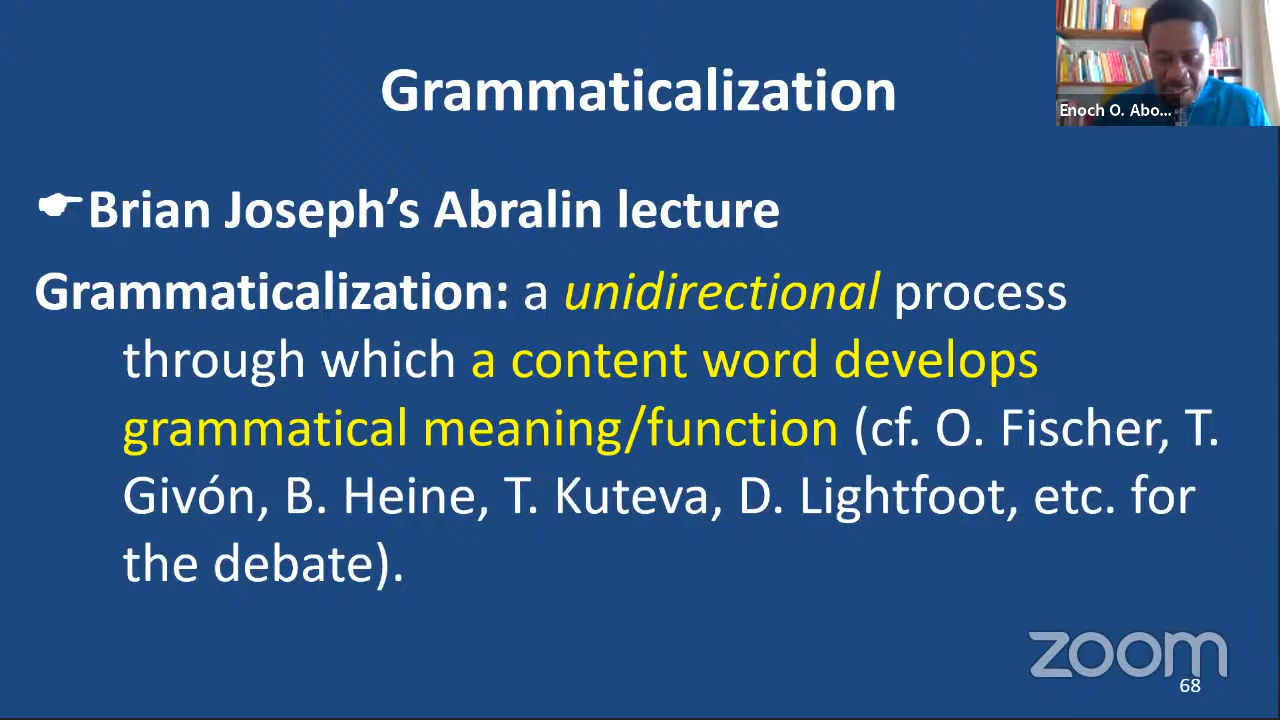 Grammaticalization
Enoch O. Abo...
Brian Joseph’s Abralin lecture
Grammaticalization: a unidirectional process
through which a content word develops
grammatical meaning/function (cf. O. Fischer, T.
Givón, B. Heine, T. Kuteva, D. Lightfoot, etc. for
the debate).
zoom
68